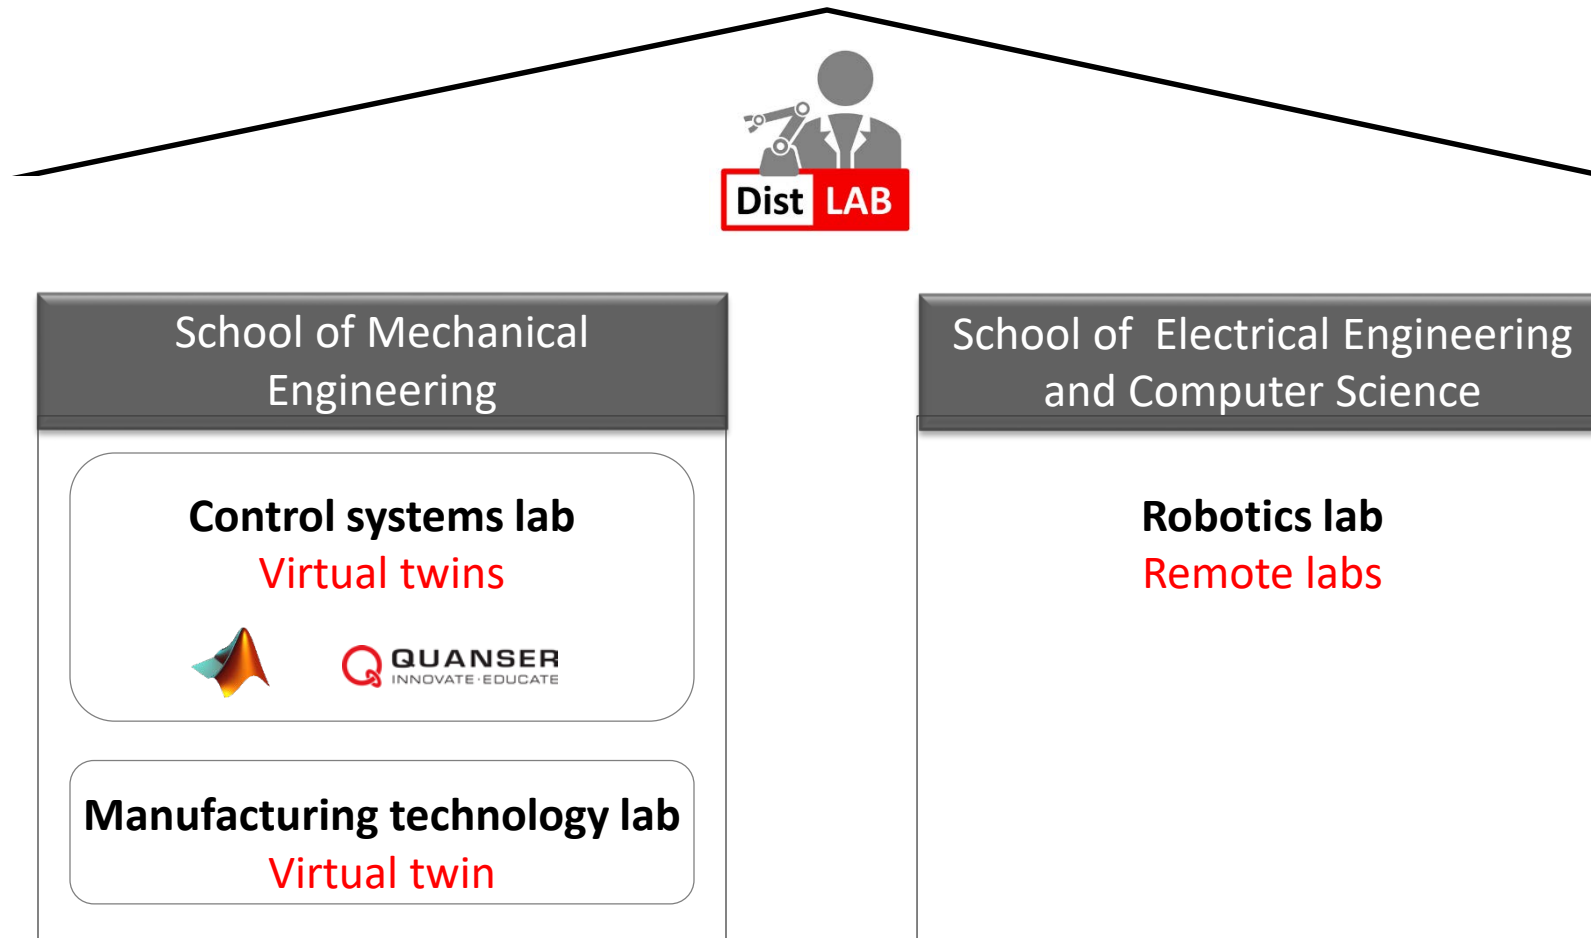 Dist LAB
School of Mechanical
Engineering
Control systems lab
Virtual twins
QUANSER
INNOVATE·EDUCATE
Manufacturing technology lab
Virtual twin
School of Electrical Engineering
and Computer Science
Robotics lab
Remote labs